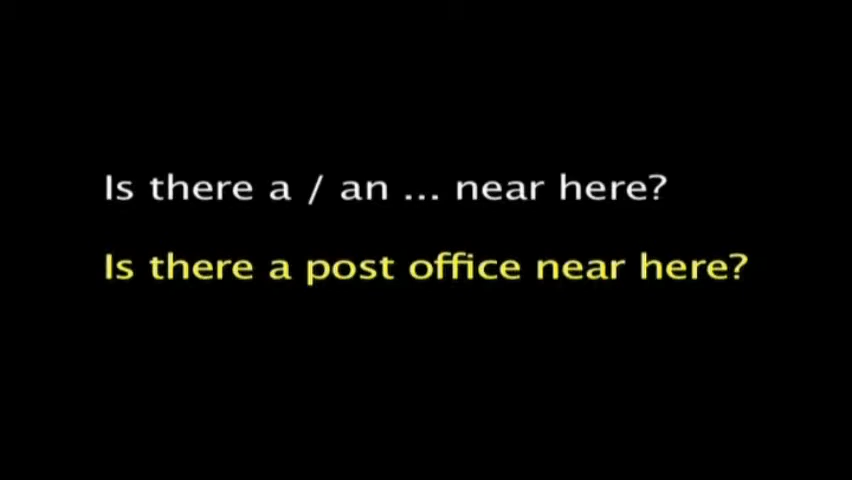 Is there a / an ... near here?
Is there a post office near here?